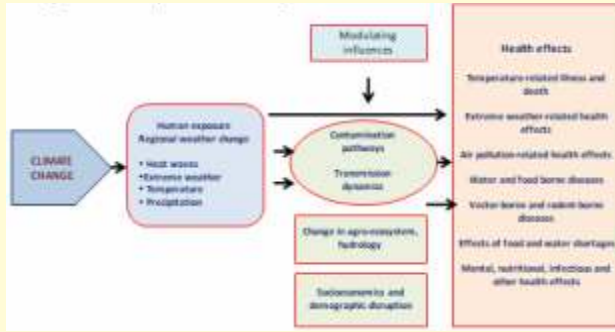 Modulating
influences
Health effects
Temperature-related illness and
death
Extreme weather-related health
effects
Air pollution-related health effects
Water and food borne diseases
Vector-borne and rodent-borne
diseases
Effects of food and water shortages
Mental, nutritional, infectious and
other health effects
CLIMATE
CHANGE
Human exposure
Regional weather change
• Heat waves
•Extreme weather
• Temperature
• Precipitation
Contamination
pathways
Transmission
dynamics
Change in agro-ecosystem,
hydrology
Socioeconomics and
demographic disruption